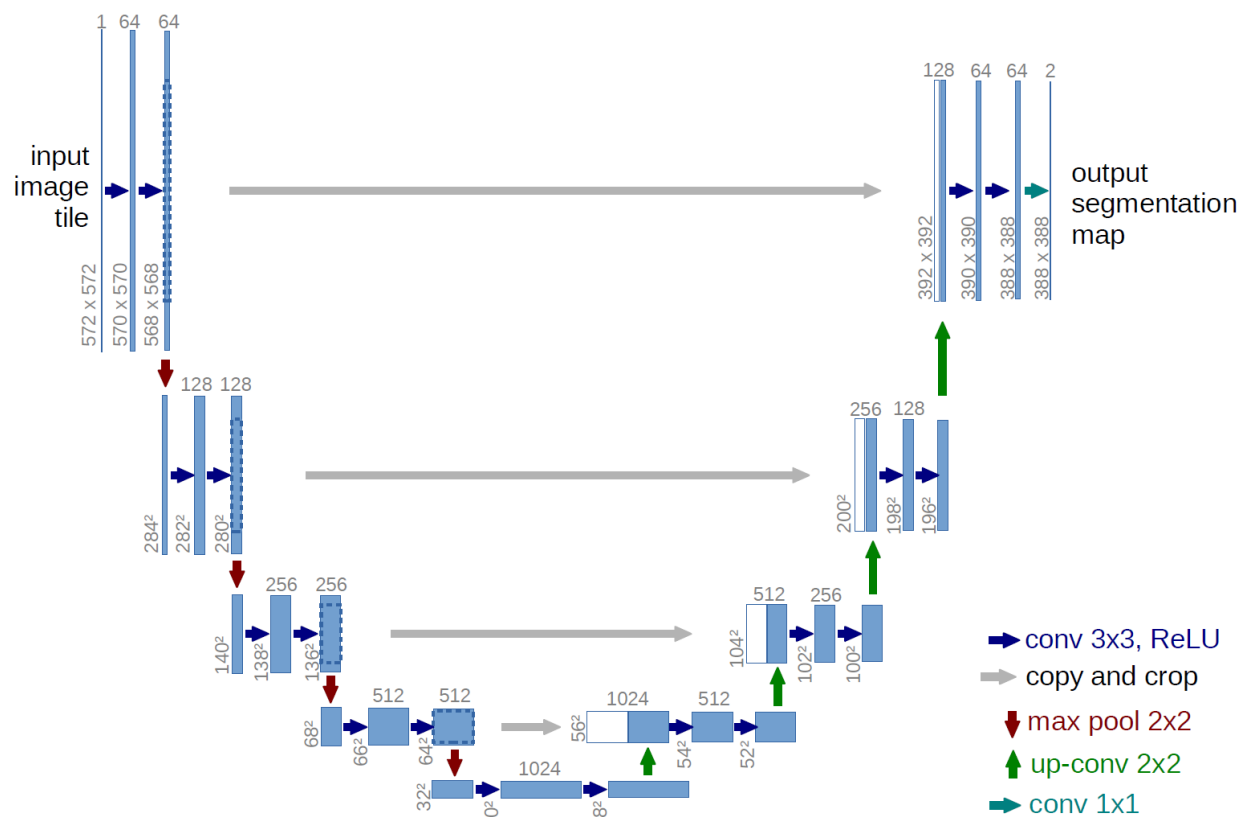 1 64 64
input
image
tile
572 x 572
570 x 570
568 x 568
128 64 64 2
output
segmentation
map
392 x 392
390 x 390
388 x 388
388 x 388
128 128
284²
282²
280²
256 128
200²
198²
196²
256 256
140²
138²
136²
512 256
104²
102²
100²
512 512
68²
66²
64²
1024 512
56²
54²
52²
1024
32²
0²
8²
conv 3x3, ReLU
copy and crop
max pool 2x2
up-conv 2x2
conv 1x1